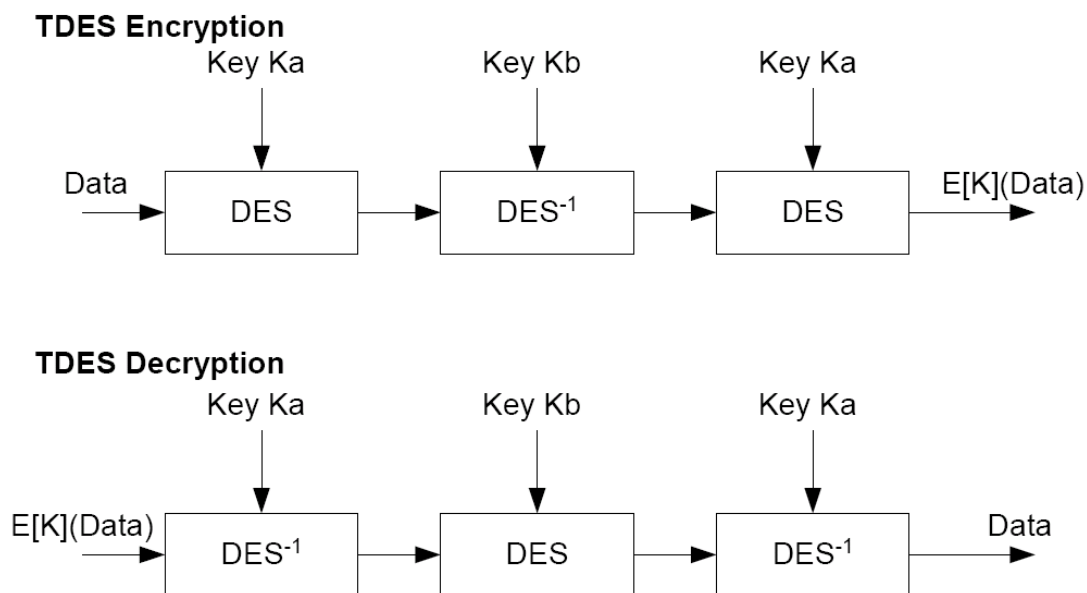 TDES Encryption
Key Ka Key Kb Key Ka
Data E[K](Data)
DES DES⁻¹ DES
TDES Decryption
Key Ka Key Kb Key Ka
E[K](Data) Data
DES⁻¹ DES DES⁻¹